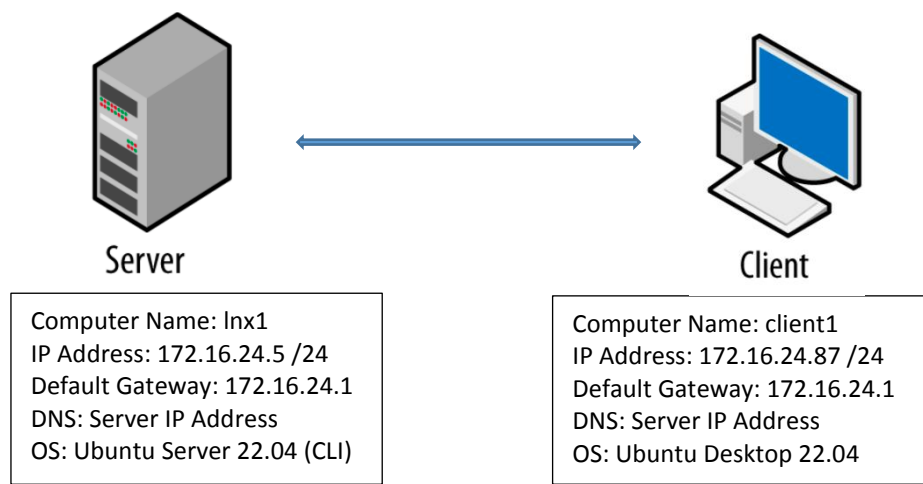 Server
Client
Computer Name: lnx1
IP Address: 172.16.24.5 /24
Default Gateway: 172.16.24.1
DNS: Server IP Address
OS: Ubuntu Server 22.04 (CLI)
Computer Name: client1
IP Address: 172.16.24.87 /24
Default Gateway: 172.16.24.1
DNS: Server IP Address
OS: Ubuntu Desktop 22.04